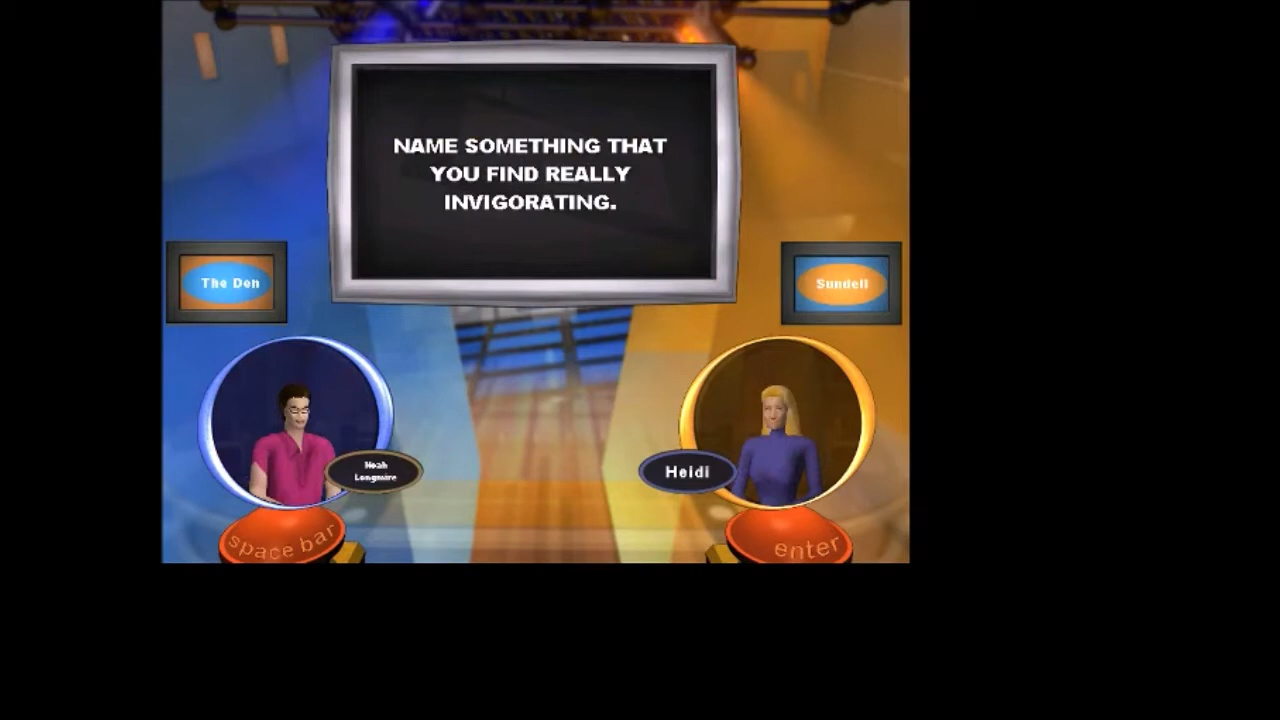 NAME SOMETHING THAT
YOU FIND REALLY
INVIGORATING.
The Den
Sundell
Noah
Longmire
Heidi
space bar
enter